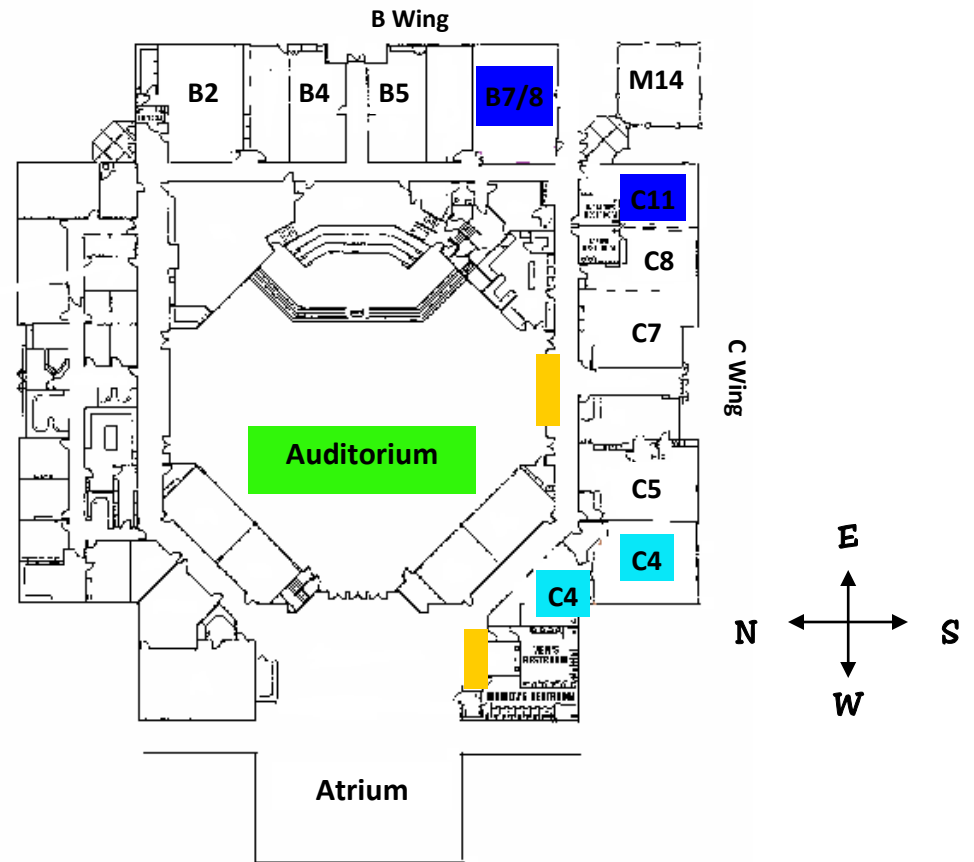 B Wing
B2
B4
B5
B7/8
M14
C11
C8
C7
C Wing
Auditorium
C5
C4
C4
E
N
S
W
MEN'S
RESTROOM
WOMEN'S RESTROOM
Atrium